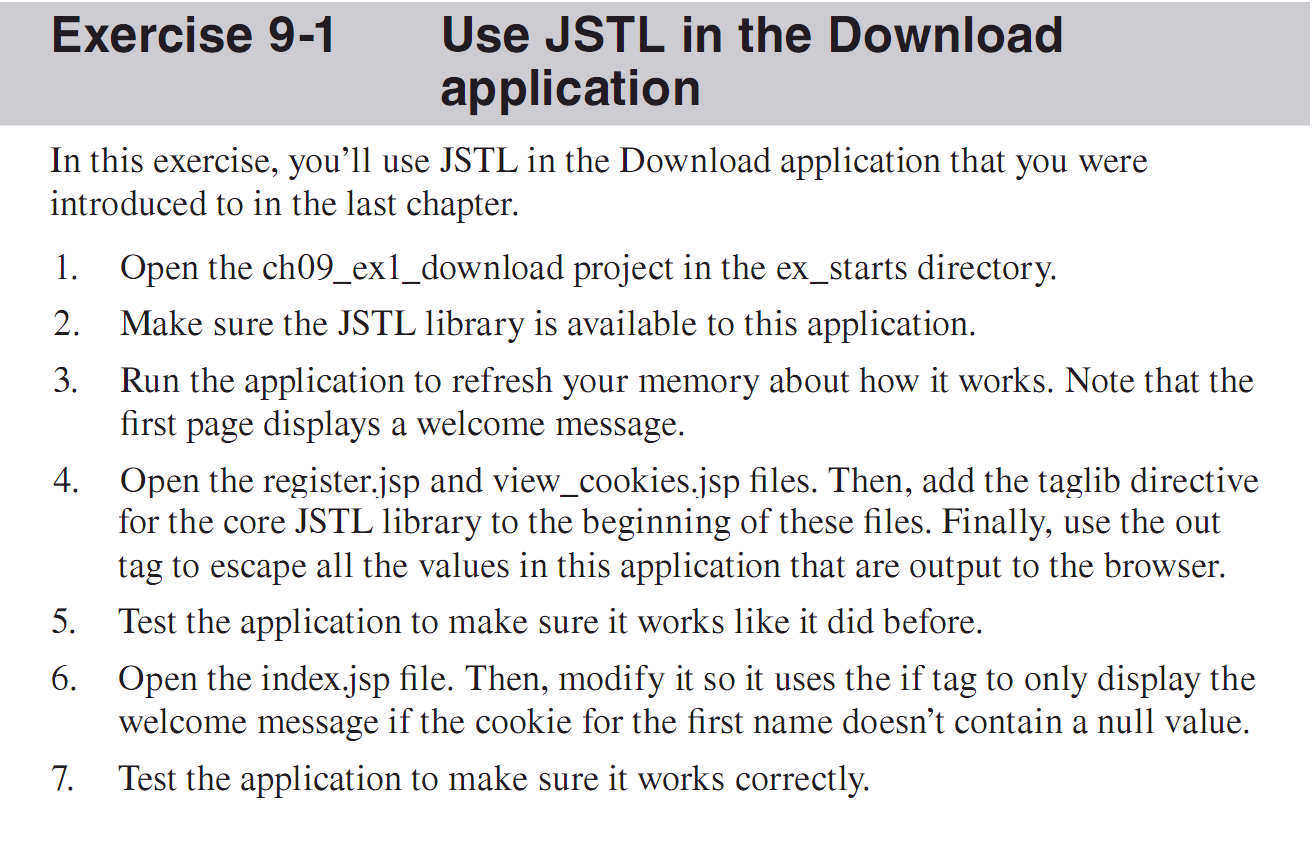 Exercise 9-1 Use JSTL in the Download
application
In this exercise, you’ll use JSTL in the Download application that you were
introduced to in the last chapter.
1. Open the ch09_ex1_download project in the ex_starts directory.
2. Make sure the JSTL library is available to this application.
3. Run the application to refresh your memory about how it works. Note that the
first page displays a welcome message.
4. Open the register.jsp and view_cookies.jsp files. Then, add the taglib directive
for the core JSTL library to the beginning of these files. Finally, use the out
tag to escape all the values in this application that are output to the browser.
5. Test the application to make sure it works like it did before.
6. Open the index.jsp file. Then, modify it so it uses the if tag to only display the
welcome message if the cookie for the first name doesn’t contain a null value.
7. Test the application to make sure it works correctly.